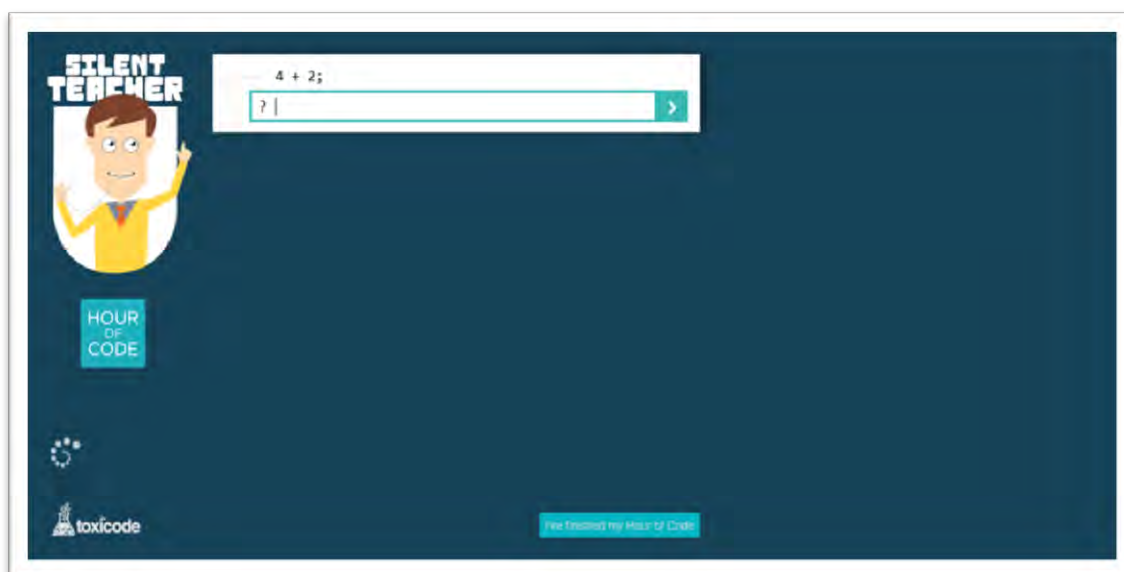 SILENT
TEACHER
4 + 2;
?
HOUR
OF
CODE
toxicode
I've finished my Hour of Code